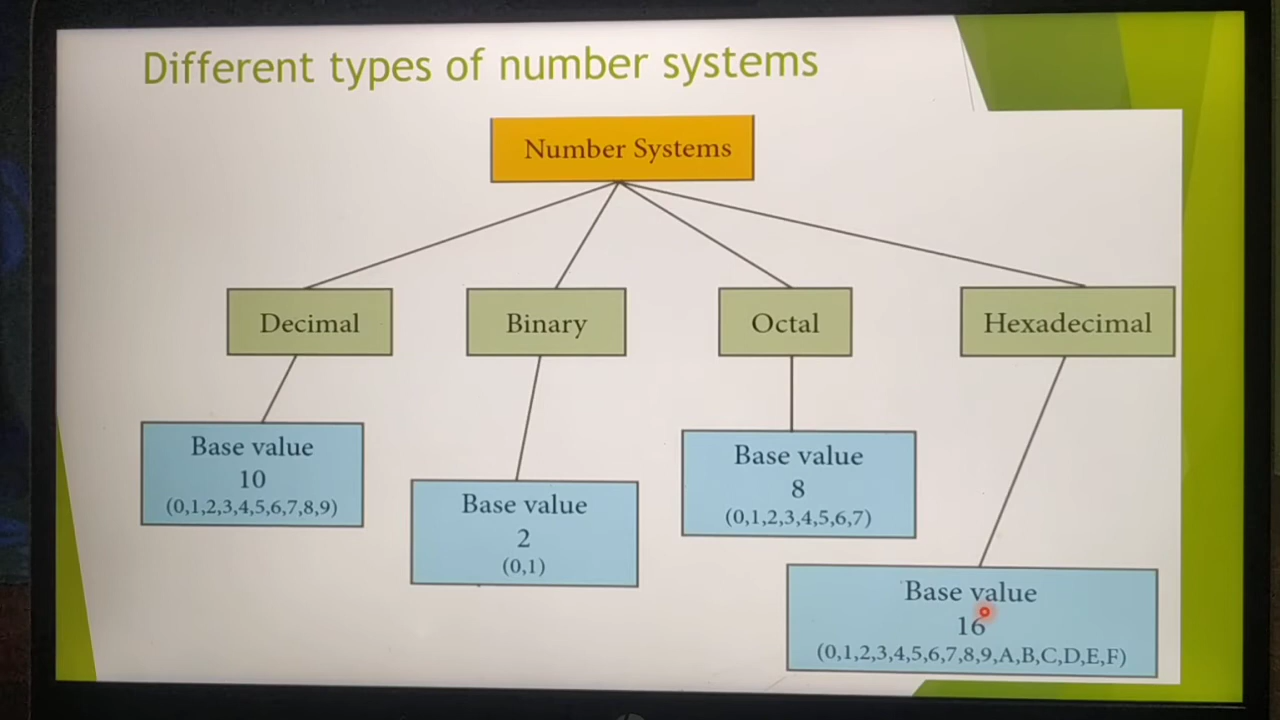 Different types of number systems
Number Systems
Decimal
Binary
Octal
Hexadecimal
Base value
10
(0,1,2,3,4,5,6,7,8,9)
Base value
2
(0,1)
Base value
8
(0,1,2,3,4,5,6,7)
Base value
16
(0,1,2,3,4,5,6,7,8,9,A,B,C,D,E,F)